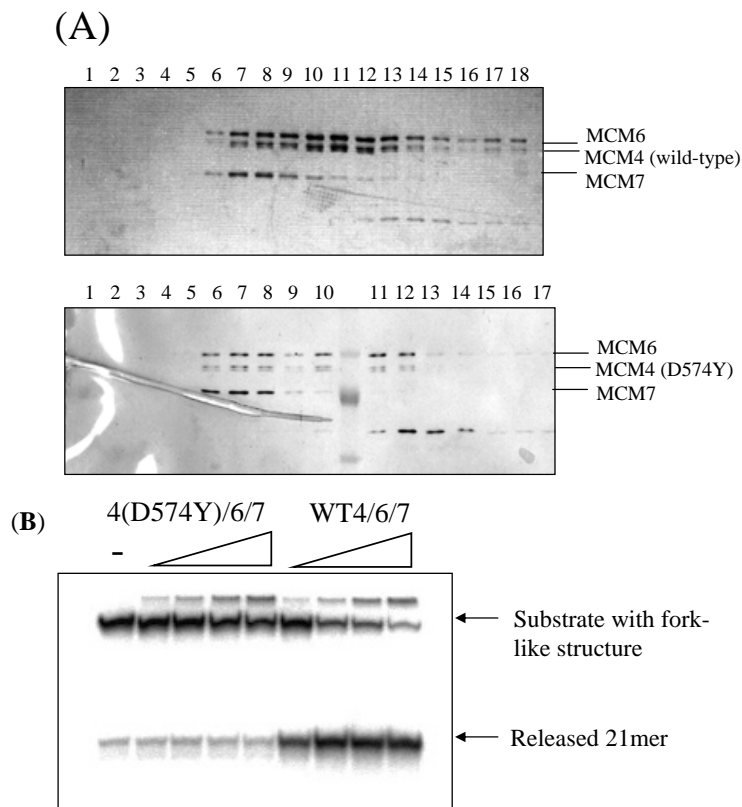 (A)
1 2 3 4 5 6 7 8 9 10 11 12 13 14 15 16 17 18
MCM6
MCM4 (wild-type)
MCM7
1 2 3 4 5 6 7 8 9 10 11 12 13 14 15 16 17
MCM6
MCM4 (D574Y)
MCM7
(B)
4(D574Y)/6/7 WT4/6/7
-
Substrate with fork-
like structure
Released 21mer